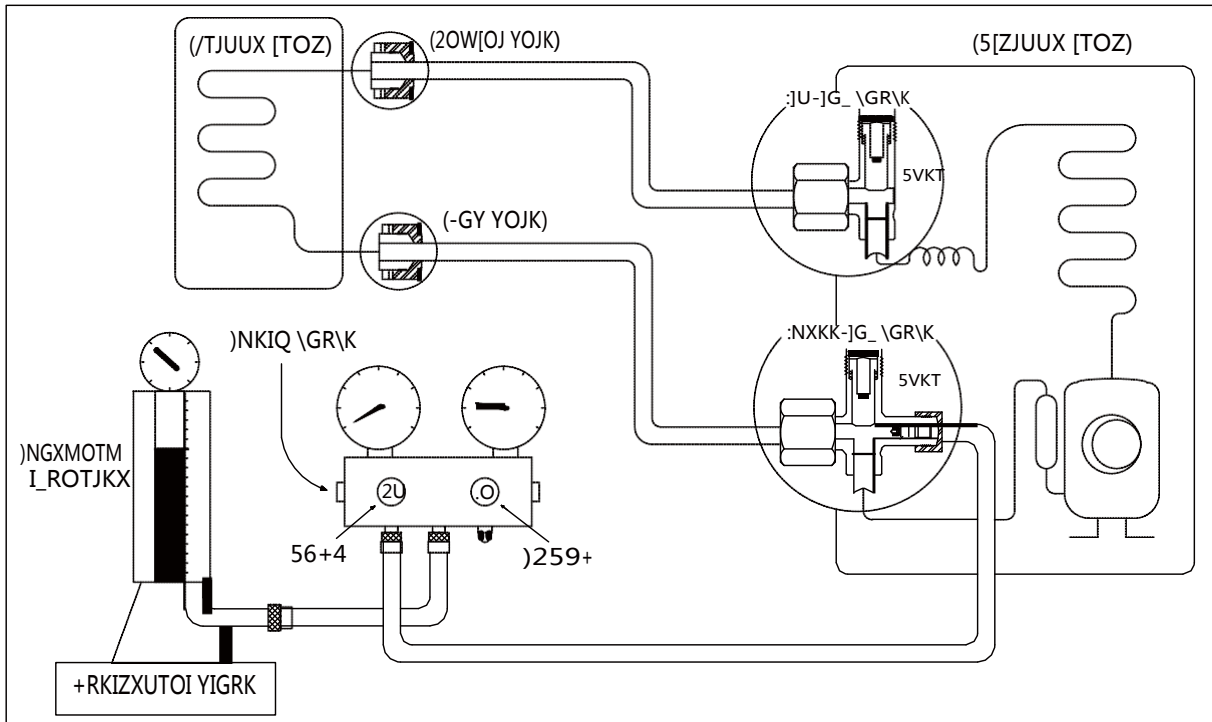 (/TJUUX [TOZ)
(2OW[OJ YOJK)
(5[ZJUUX [TOZ)
:]U-]G_ \GR\K
5VKT
(-GY YOJK)
:NXKK-]G_ \GR\K
5VKT
)NKIQ \GR\K
)NGXMOTM
I_ROTJKX
2U
.O
56+4
)259+
+RKIZXUTOI YIGRK